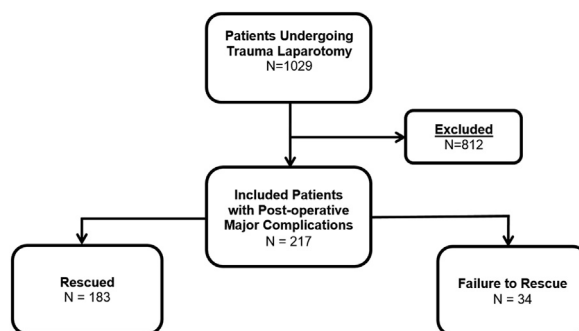 Patients Undergoing
Trauma Laparotomy
N=1029
Excluded
N=812
Included Patients
with Post-operative
Major Complications
N = 217
Rescued
N = 183
Failure to Rescue
N = 34